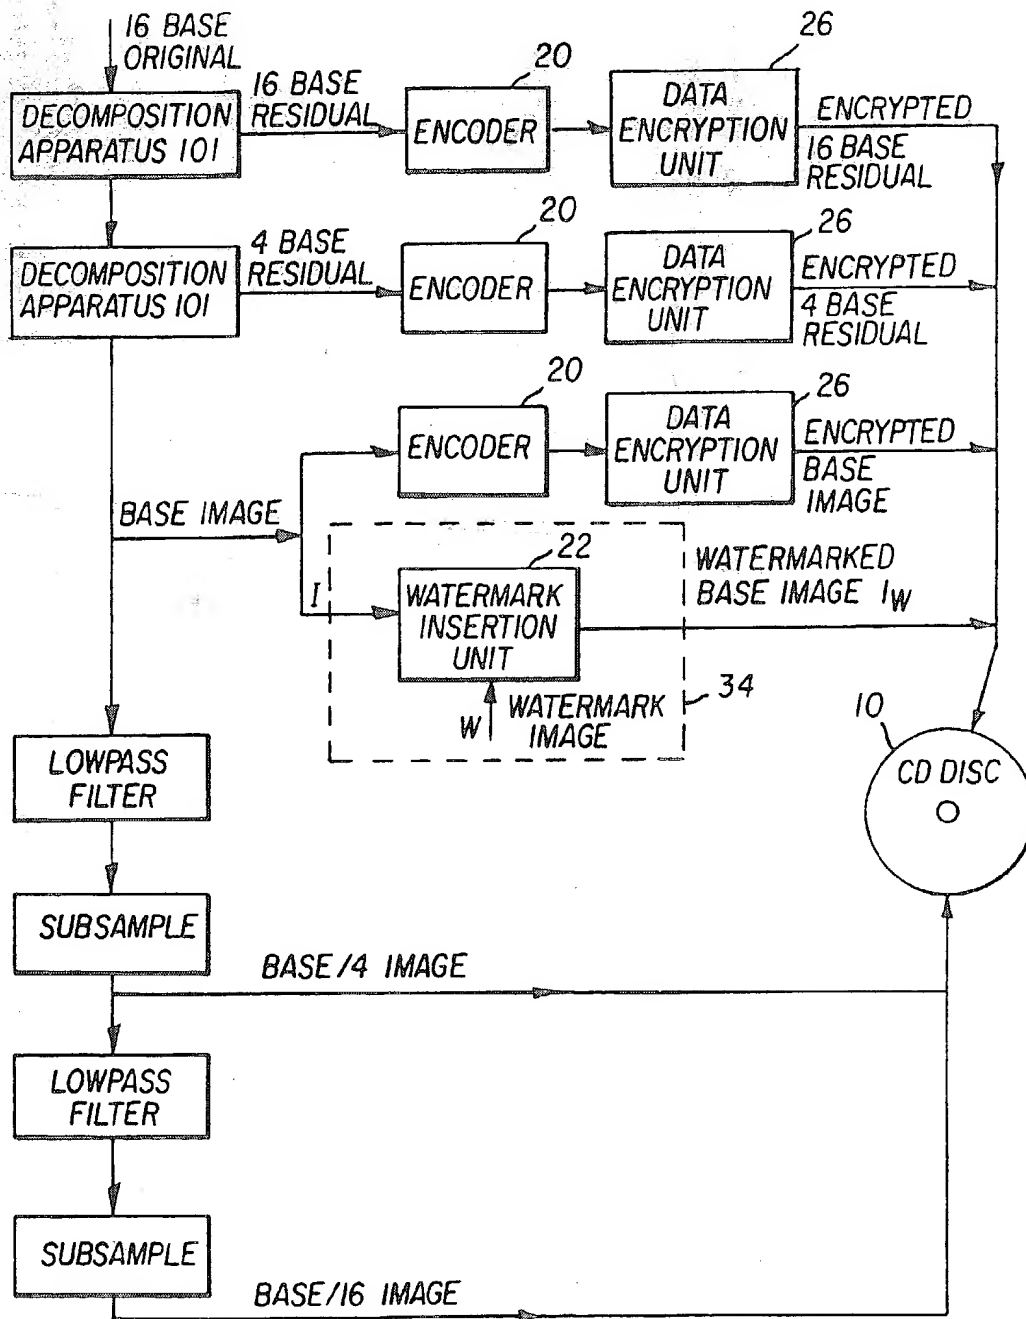 16 BASE
ORIGINAL
DECOMPOSITION
APPARATUS 101
16 BASE
RESIDUAL
20
ENCODER
26
DATA
ENCRYPTION
UNIT
ENCRYPTED
16 BASE
RESIDUAL
DECOMPOSITION
APPARATUS 101
4 BASE
RESIDUAL
20
ENCODER
26
DATA
ENCRYPTION
UNIT
ENCRYPTED
4 BASE
RESIDUAL
BASE IMAGE
20
ENCODER
26
DATA
ENCRYPTION
UNIT
ENCRYPTED
BASE
IMAGE
I
22
WATERMARK
INSERTION
UNIT
W
WATERMARK
IMAGE
34
WATERMARKED
BASE IMAGE IW
10
CD DISC
LOWPASS
FILTER
SUBSAMPLE
BASE/4 IMAGE
LOWPASS
FILTER
SUBSAMPLE
BASE/16 IMAGE